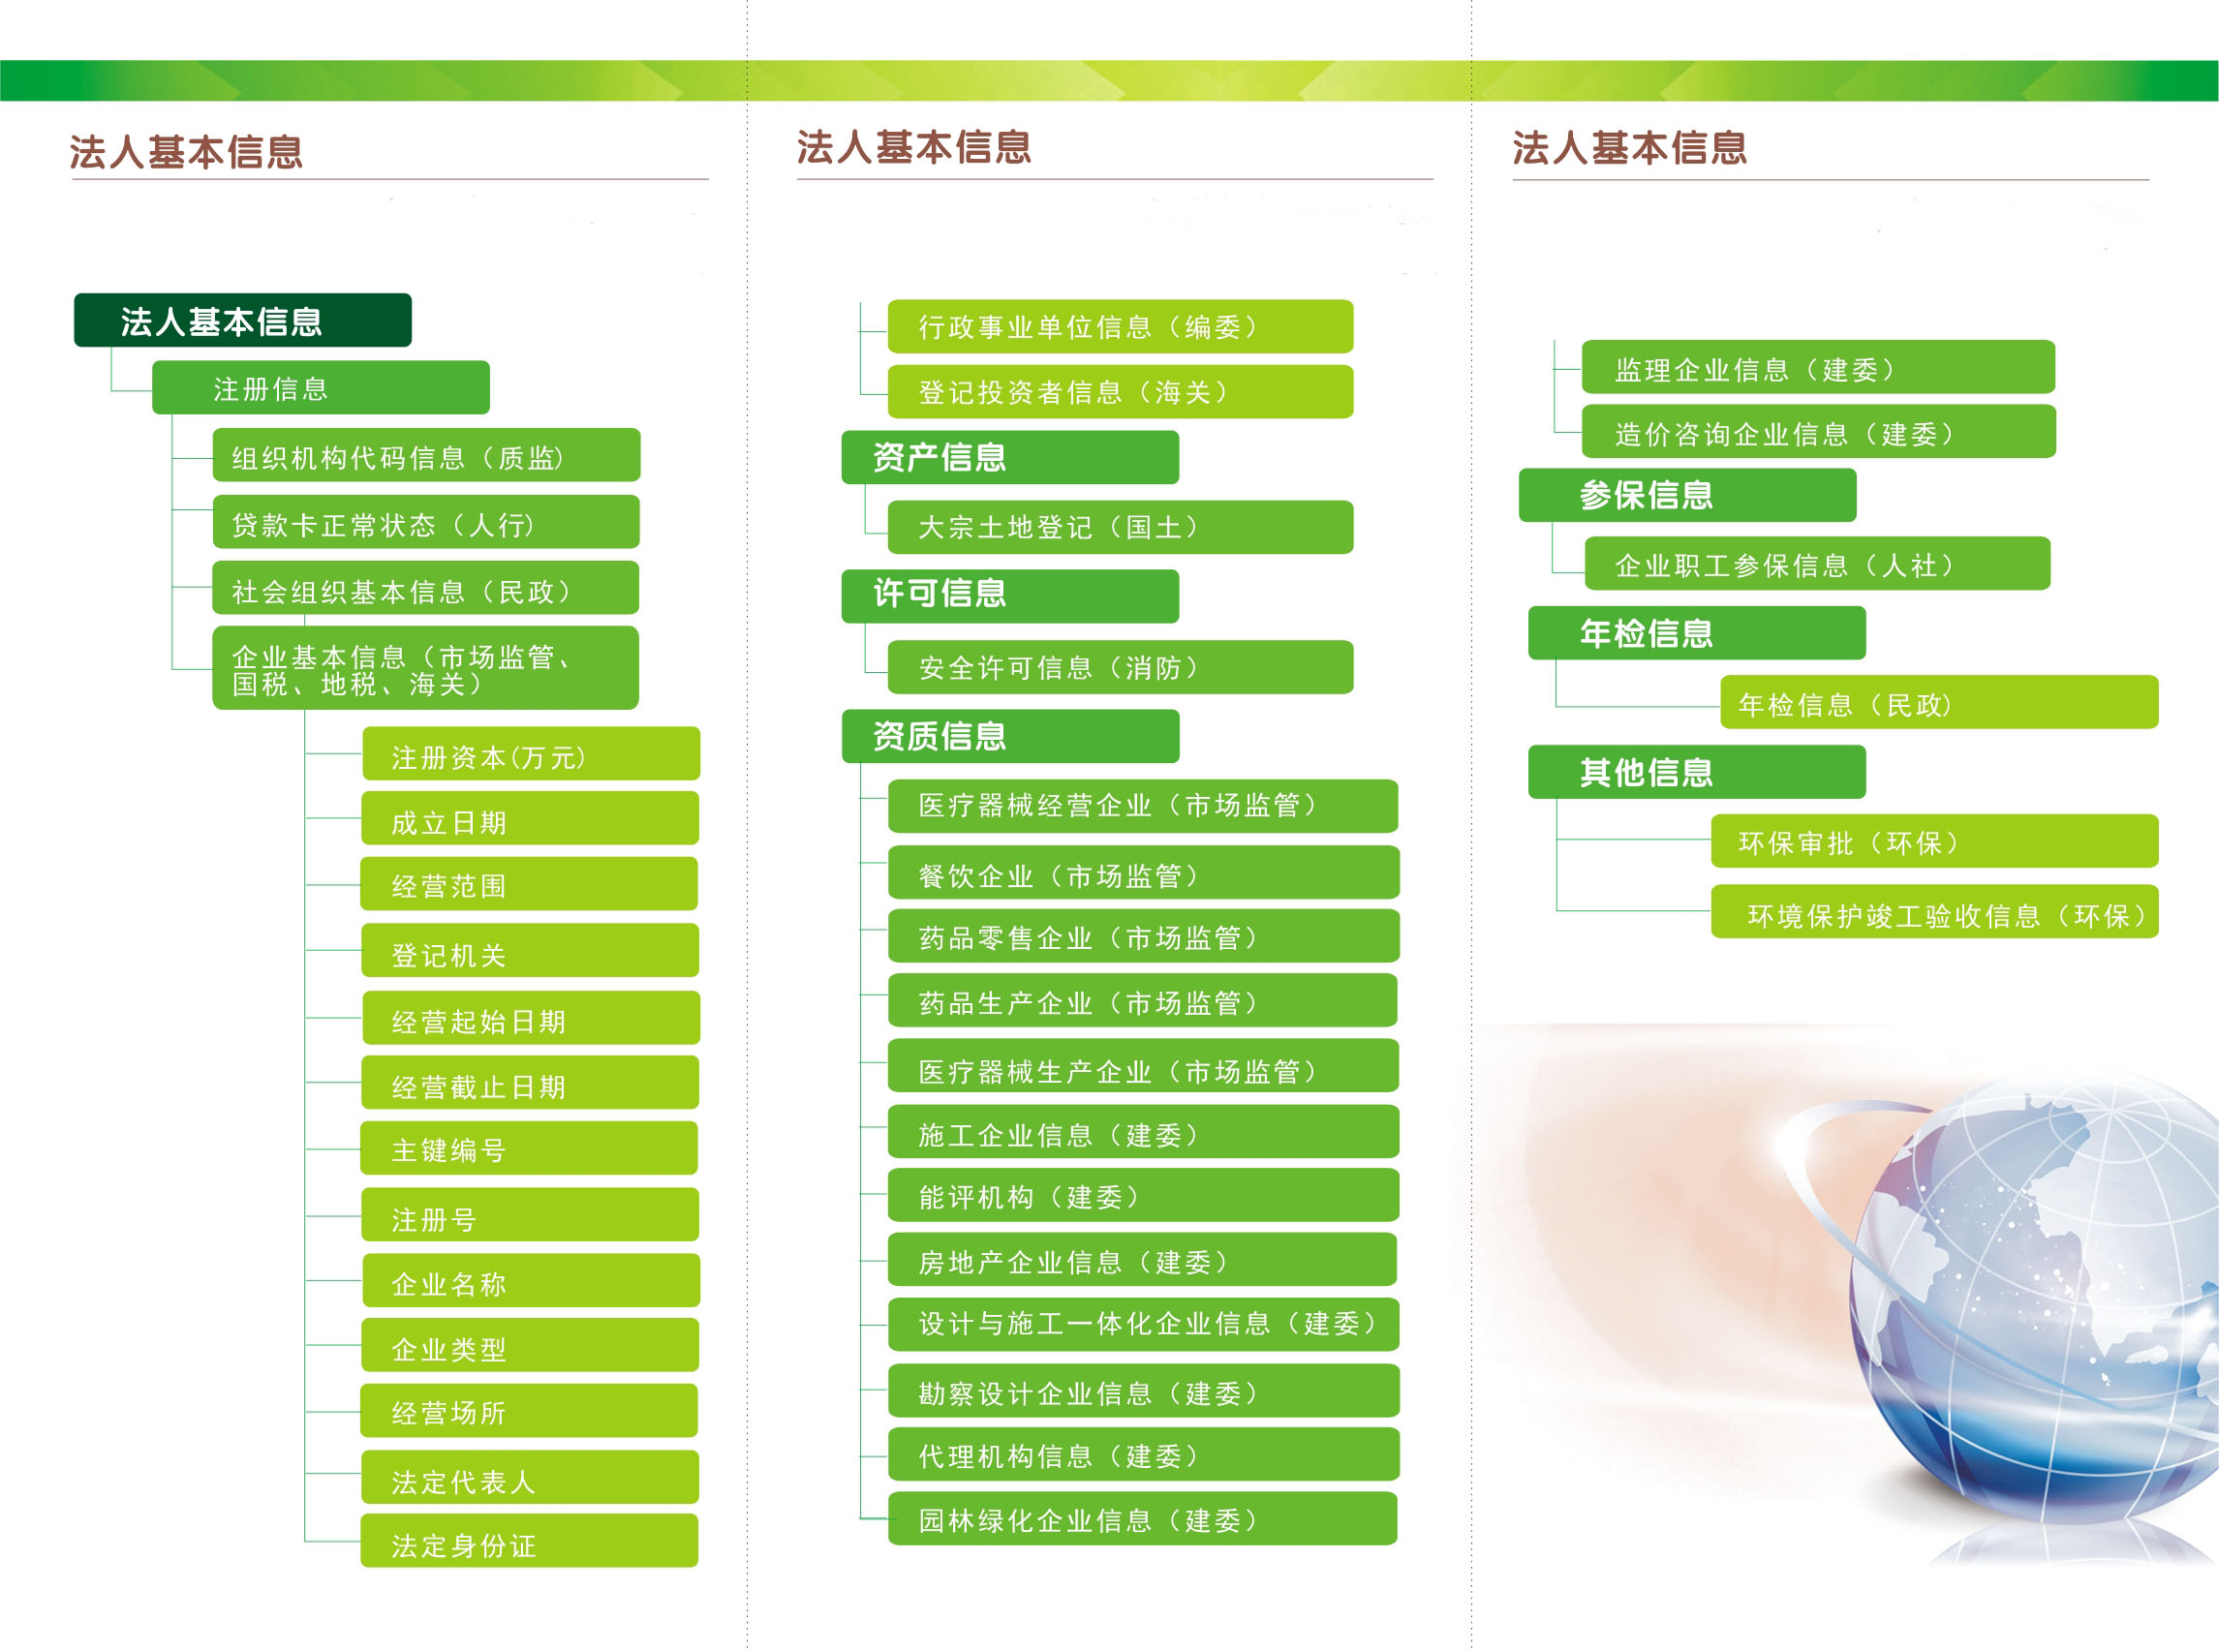 法人基本信息
法人基本信息
注册信息
组织机构代码信息（质监)
贷款卡正常状态（人行)
社会组织基本信息（民政）
企业基本信息（市场监管、
国税、地税、海关）
注册资本(万元)
成立日期
经营范围
登记机关
经营起始日期
经营截止日期
主键编号
注册号
企业名称
企业类型
经营场所
法定代表人
法定身份证
法人基本信息
行政事业单位信息（编委）
登记投资者信息（海关）
资产信息
大宗土地登记（国土）
许可信息
安全许可信息（消防）
资质信息
医疗器械经营企业（市场监管）
餐饮企业（市场监管）
药品零售企业（市场监管）
药品生产企业（市场监管）
医疗器械生产企业（市场监管）
施工企业信息（建委）
能评机构（建委）
房地产企业信息（建委）
设计与施工一体化企业信息（建委）
勘察设计企业信息（建委）
代理机构信息（建委）
园林绿化企业信息（建委）
法人基本信息
监理企业信息（建委）
造价咨询企业信息（建委）
参保信息
企业职工参保信息（人社）
年检信息
年检信息（民政)
其他信息
环保审批（环保）
环境保护竣工验收信息（环保）